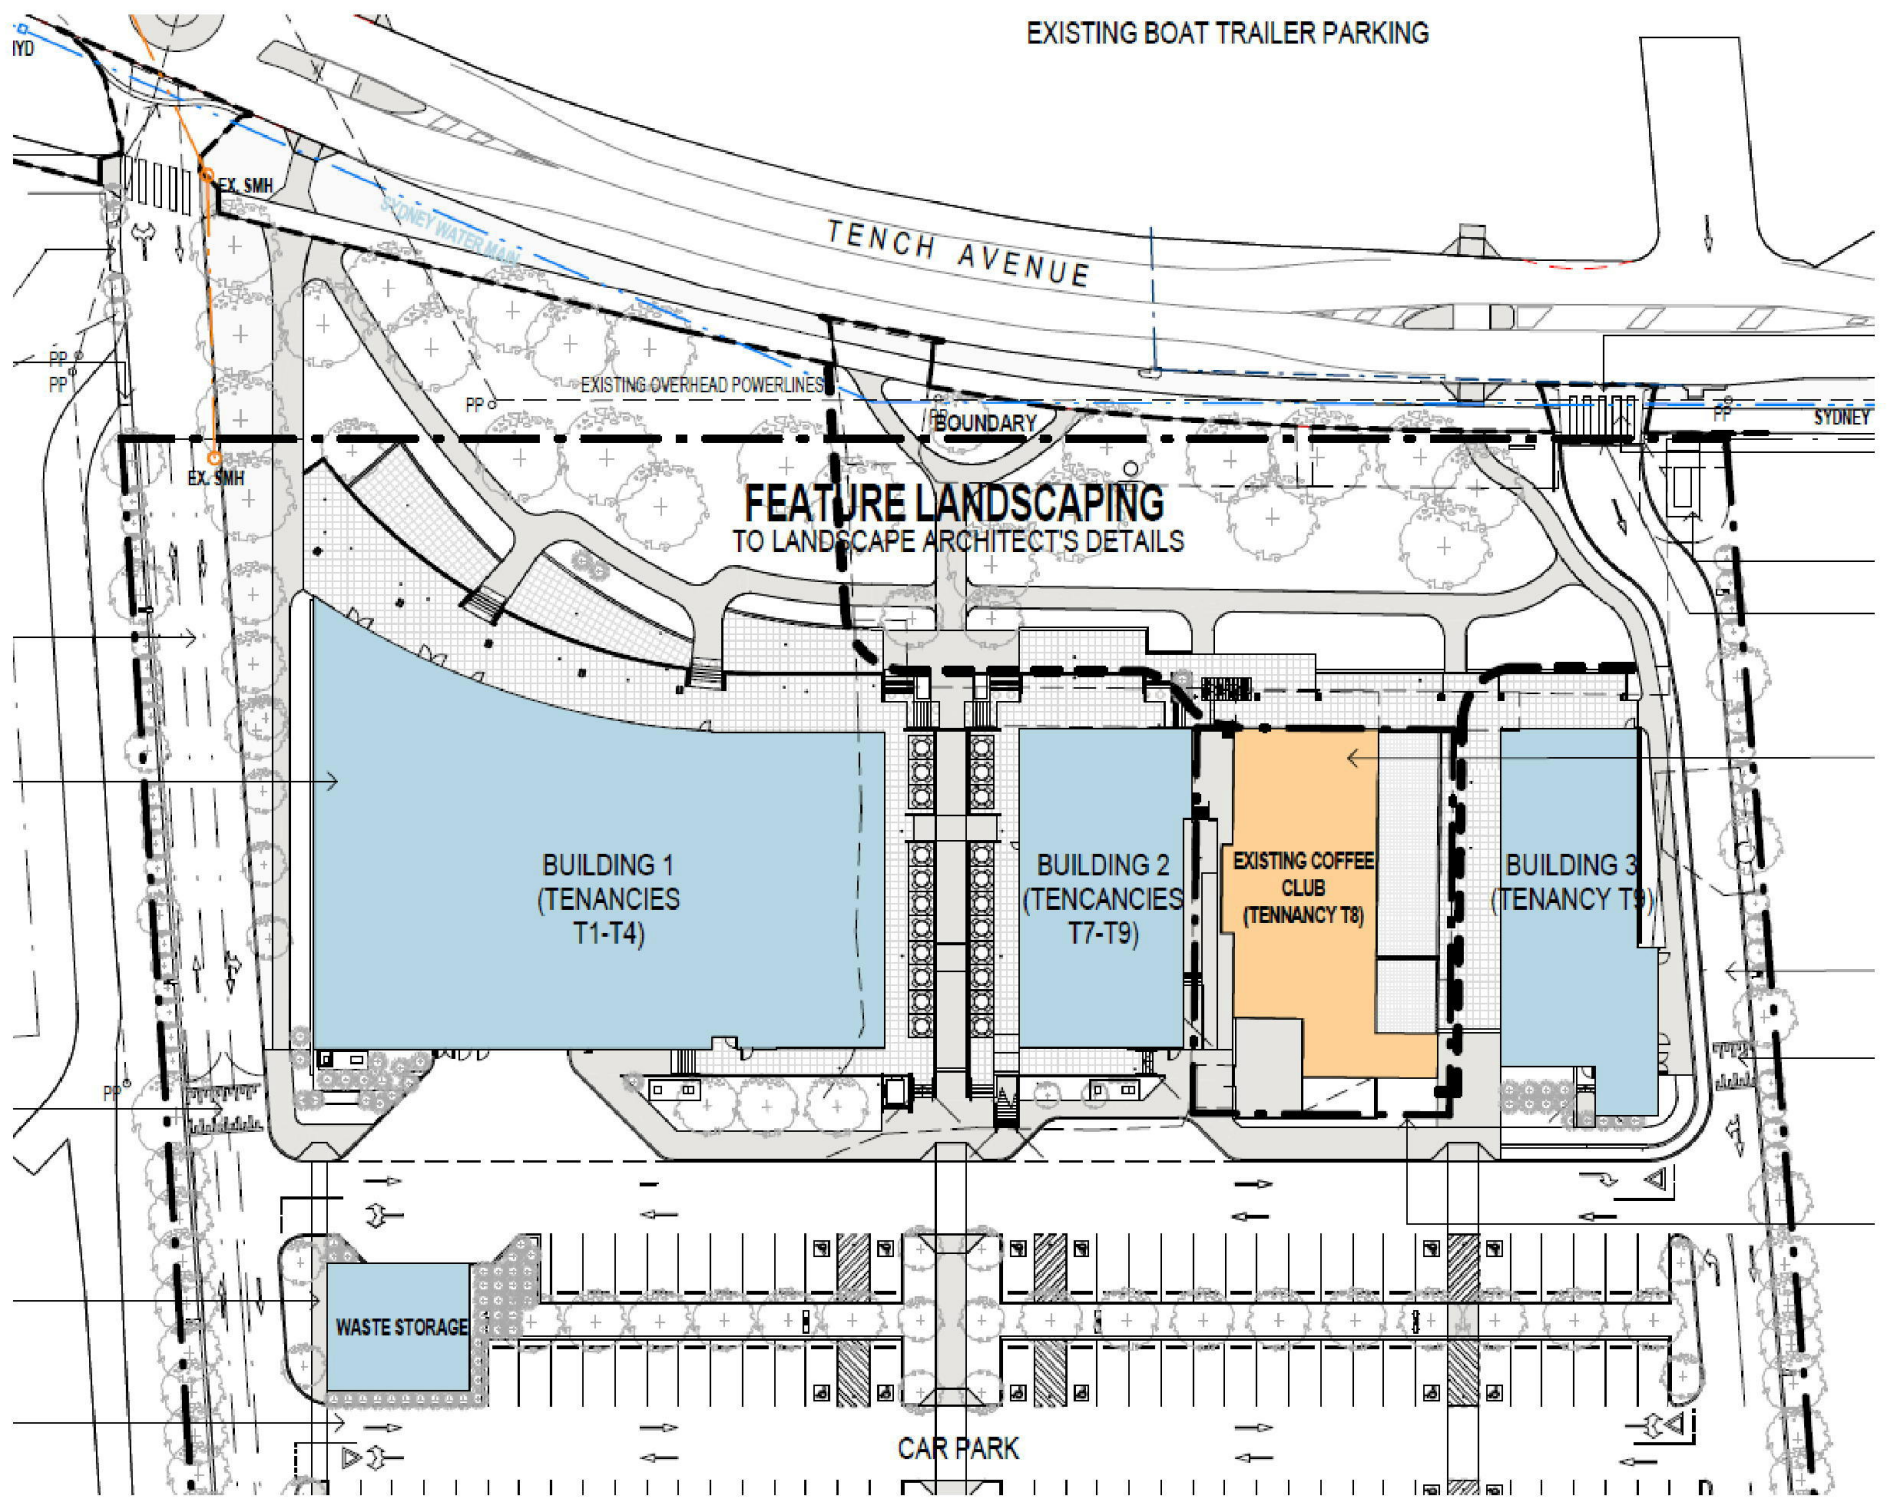 EXISTING BOAT TRAILER PARKING
HYD
EX. SMH
SYDNEY WATER MAIN
TENCH AVENUE
PP
PP
EXISTING OVERHEAD POWERLINES
PP
PP
PP
BOUNDARY
SYDNEY
EX. SMH
FEATURE LANDSCAPING
TO LANDSCAPE ARCHITECT'S DETAILS
BUILDING 1
(TENANCIES
T1-T4)
BUILDING 2
(TENCANCIES
T7-T9)
EXISTING COFFEE
CLUB
(TENNANCY T8)
BUILDING 3
(TENANCY T9)
PP
WASTE STORAGE
CAR PARK